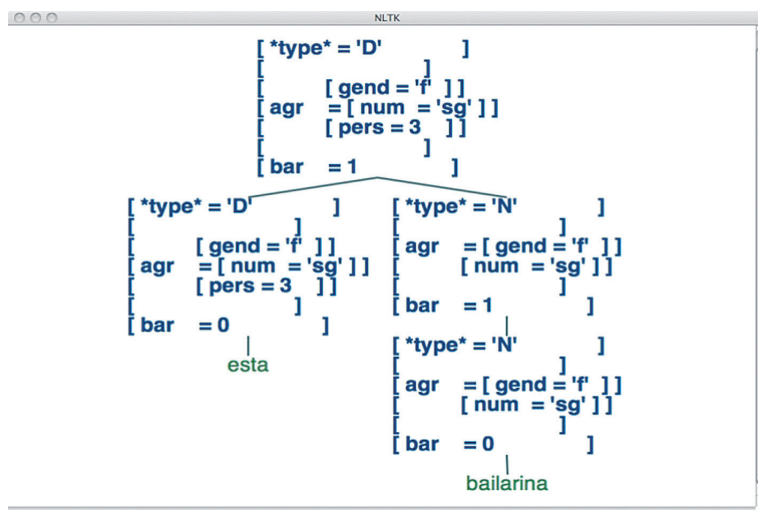 NLTK
[ *type* = 'D' ]
[ ]
[ [ gend = 'f' ] ]
[ agr = [ num = 'sg' ] ]
[ [ pers = 3 ] ]
[ ]
[ bar = 1 ]
[ *type* = 'D' ]
[ ]
[ [ gend = 'f' ] ]
[ agr = [ num = 'sg' ] ]
[ [ pers = 3 ] ]
[ ]
[ bar = 0 ]
esta
[ *type* = 'N' ]
[ ]
[ agr = [ gend = 'f' ] ]
[ [ num = 'sg' ] ]
[ ]
[ bar = 1 ]
[ *type* = 'N' ]
[ ]
[ agr = [ gend = 'f' ] ]
[ [ num = 'sg' ] ]
[ ]
[ bar = 0 ]
bailarina